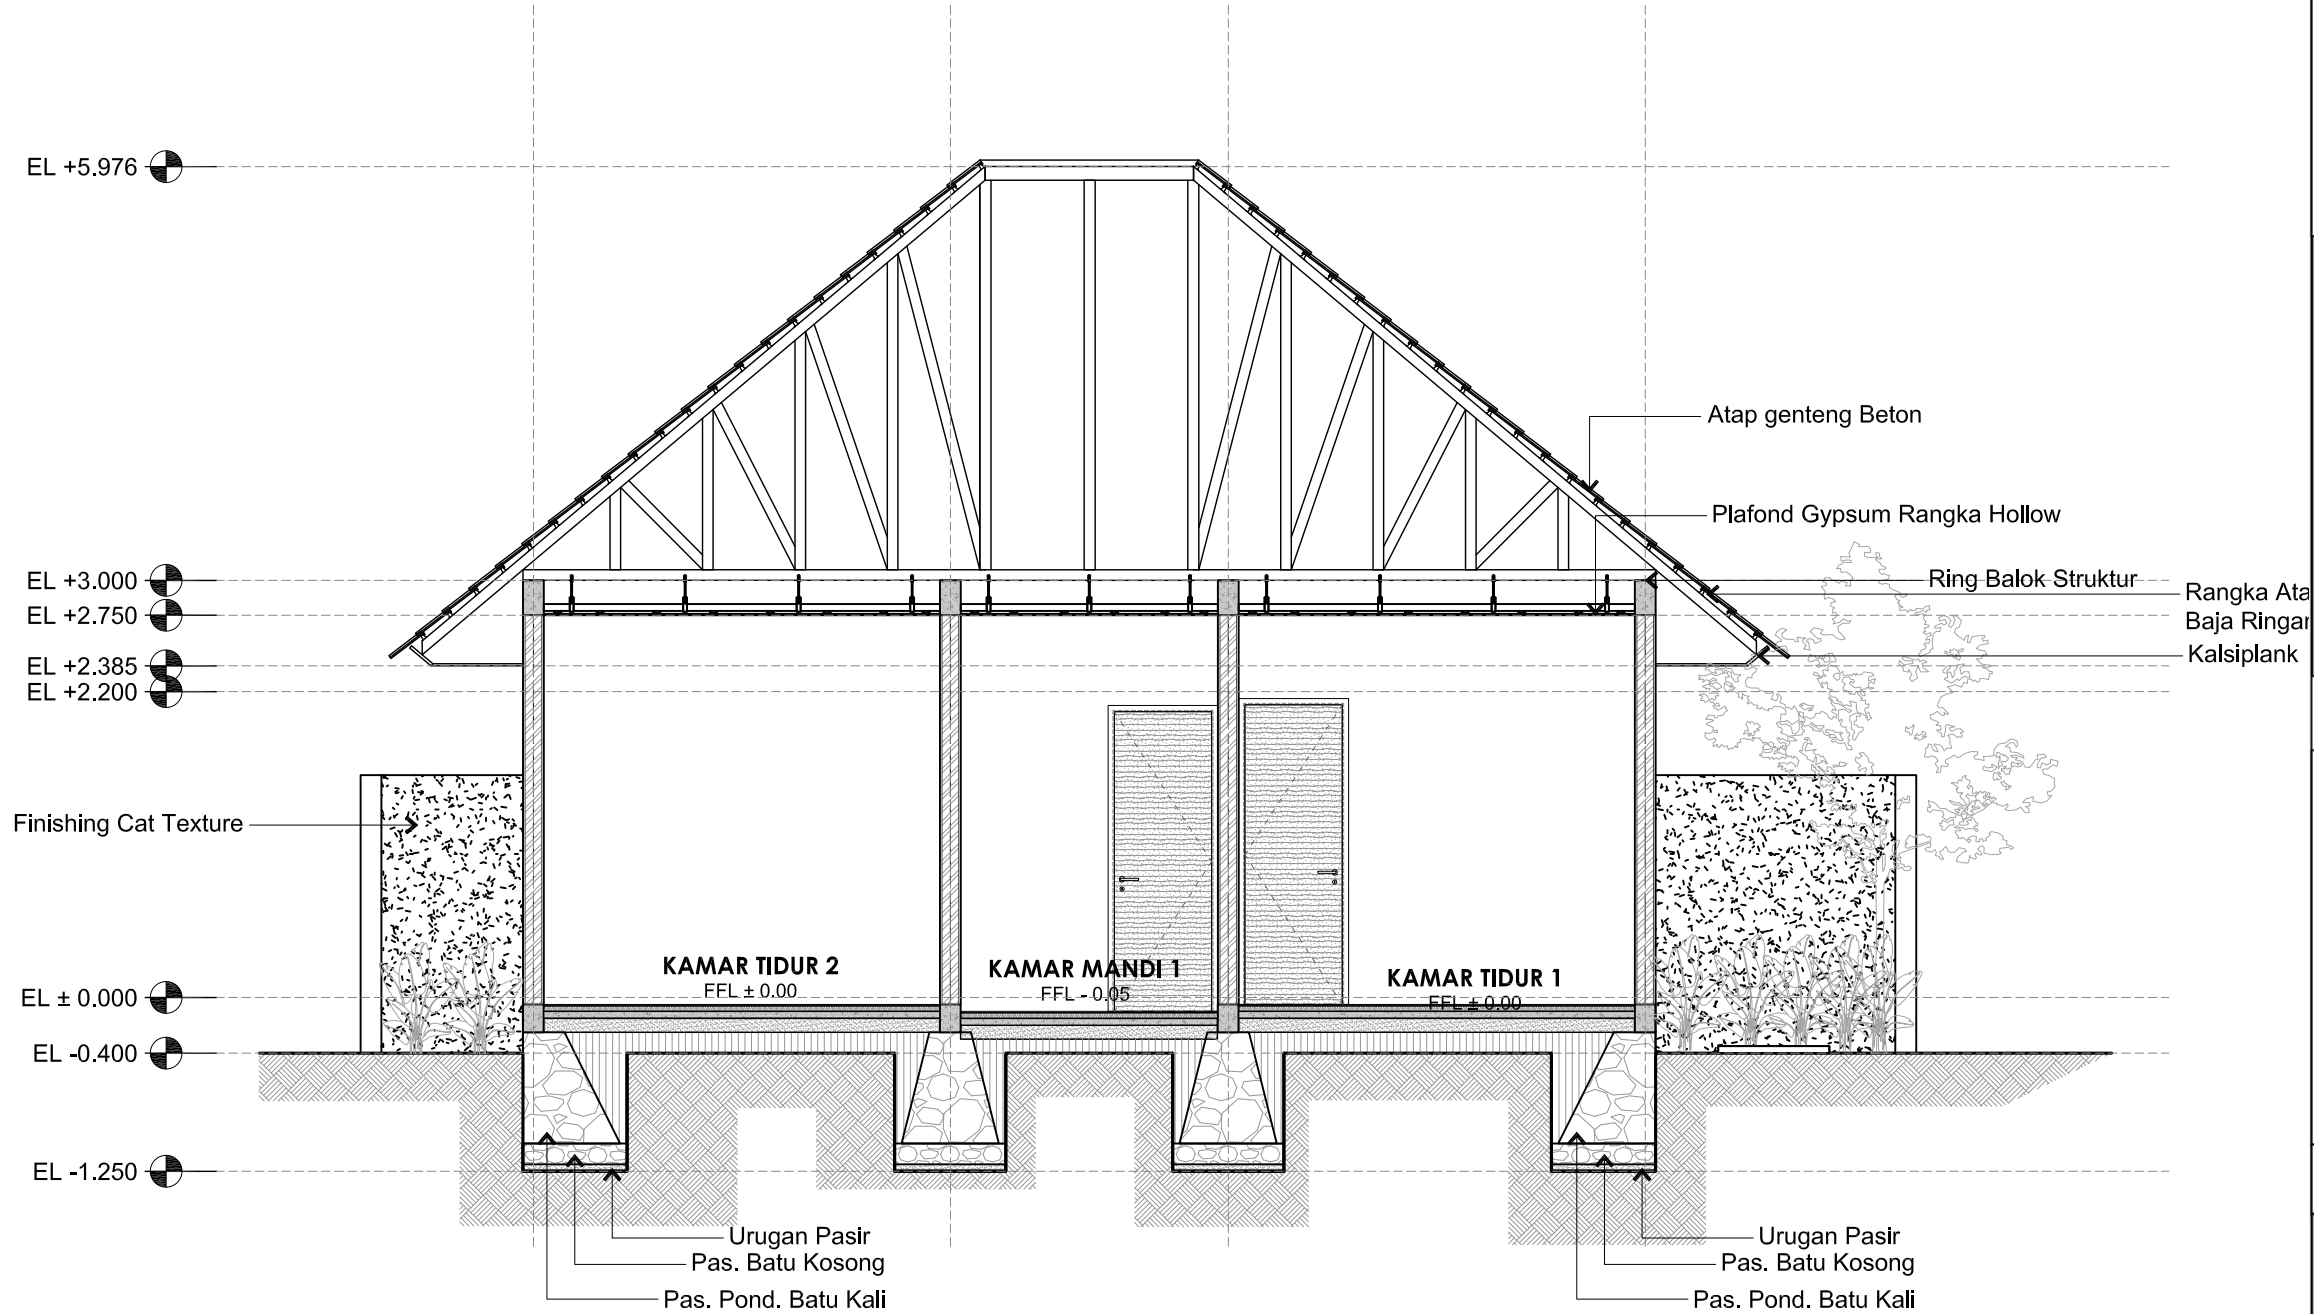 EL +5.976
Atap genteng Beton
Plafond Gypsum Rangka Hollow
EL +3.000
Ring Balok Struktur
Rangka Ata
EL +2.750
Baja Ringan
EL +2.385
Kalsiplank
EL +2.200
Finishing Cat Texture
KAMAR TIDUR 2
FFL ± 0.00
KAMAR MANDI 1
FFL - 0.05
KAMAR TIDUR 1
FFL ± 0.00
EL ± 0.000
EL -0.400
EL -1.250
Urugan Pasir
Pas. Batu Kosong
Pas. Pond. Batu Kali
Urugan Pasir
Pas. Batu Kosong
Pas. Pond. Batu Kali